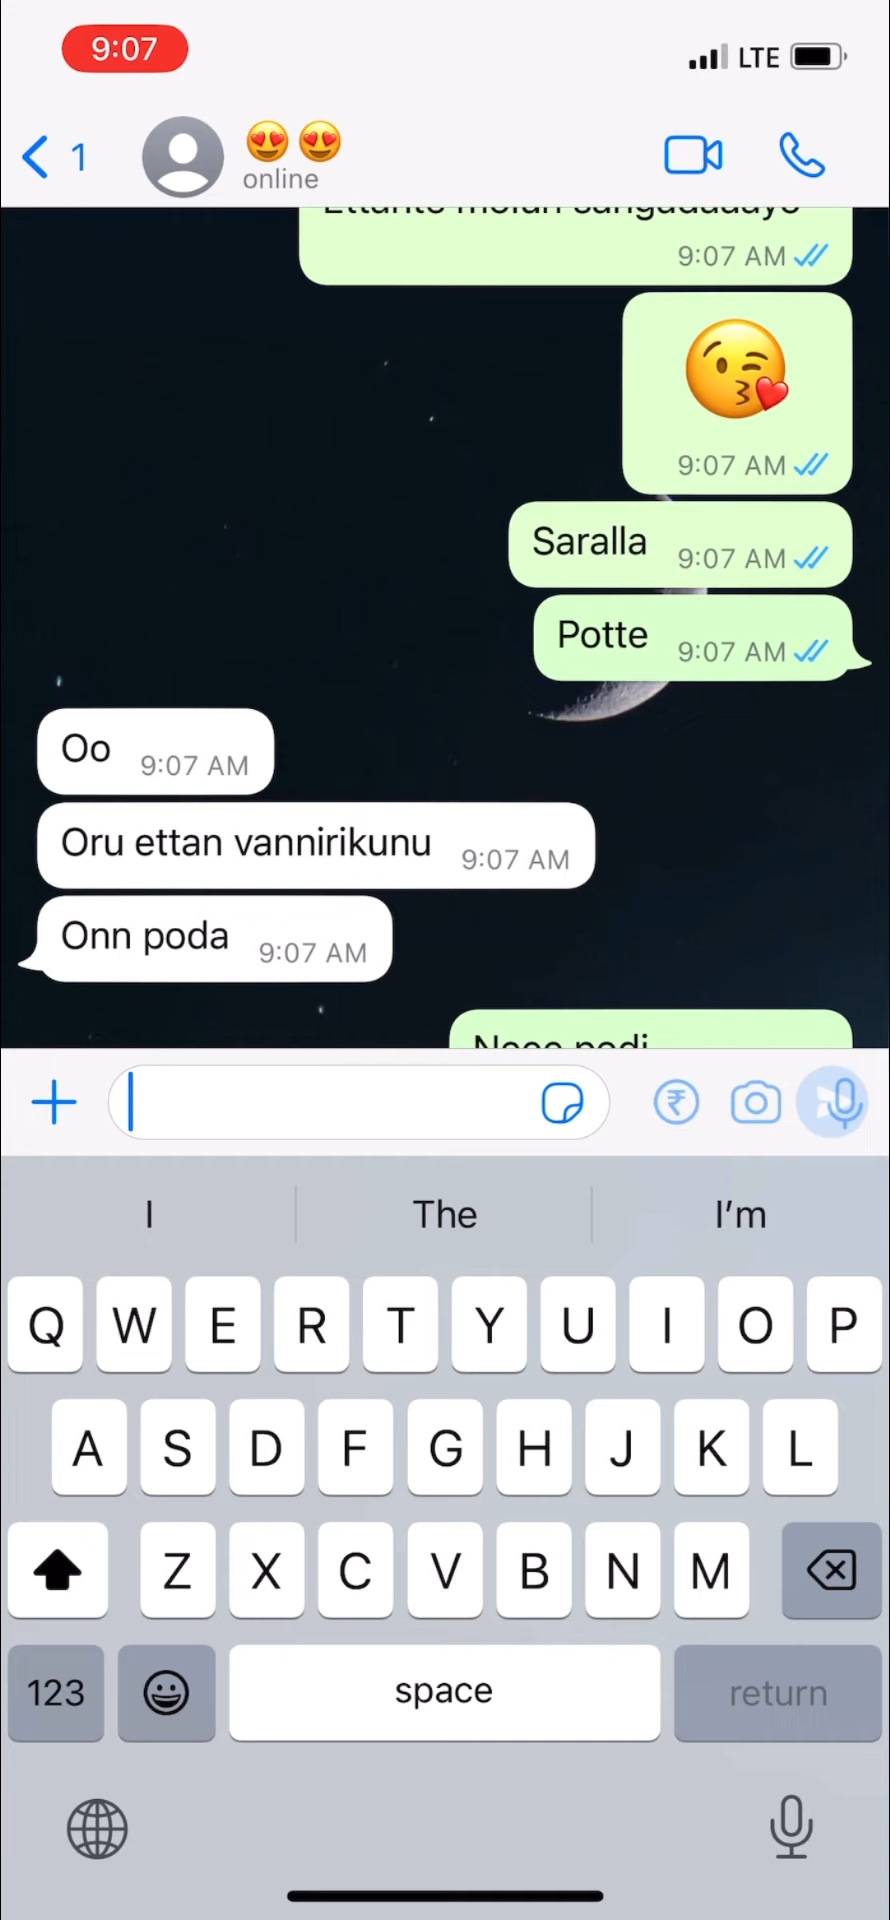 9:07
LTE
1
online
9:07 AM
9:07 AM
Saralla 9:07 AM
Potte 9:07 AM
Oo 9:07 AM
Oru ettan vannirikunu 9:07 AM
Onn poda 9:07 AM
I The I'm
Q W E R T Y U I O P
A S D F G H J K L
Z X C V B N M
123 space return